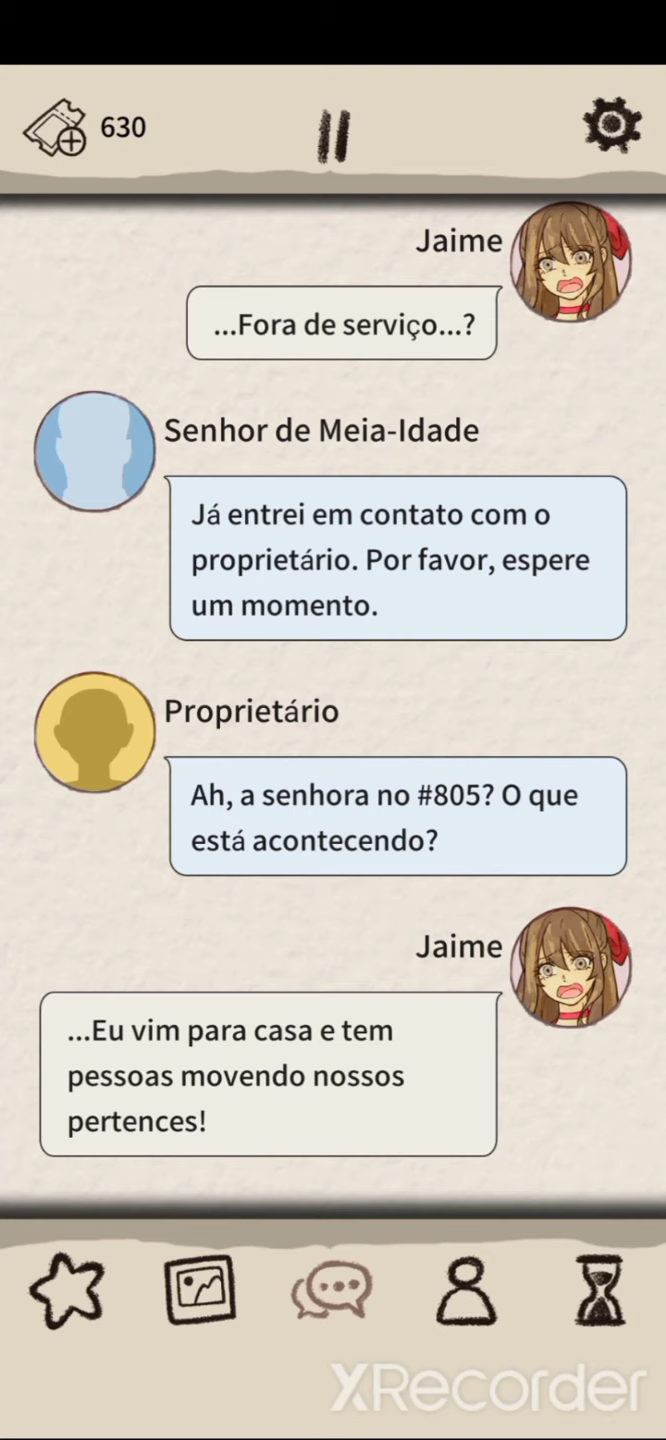 630
Jaime
...Fora de serviço...?
Senhor de Meia-Idade
Já entrei em contato com o
proprietário. Por favor, espere
um momento.
Proprietário
Ah, a senhora no #805? O que
está acontecendo?
Jaime
...Eu vim para casa e tem
pessoas movendo nossos
pertences!
XRecorder